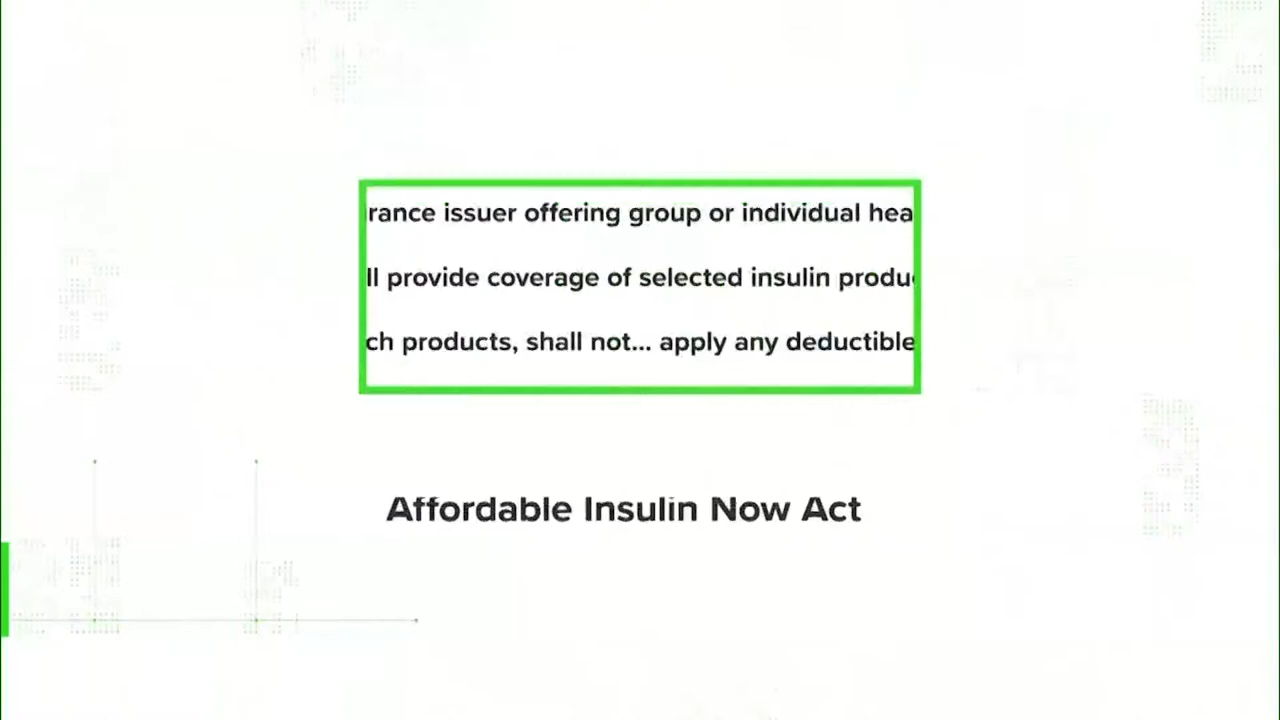 rance issuer offering group or individual hea
ll provide coverage of selected insulin produ
ch products, shall not... apply any deductible
Affordable Insulin Now Act